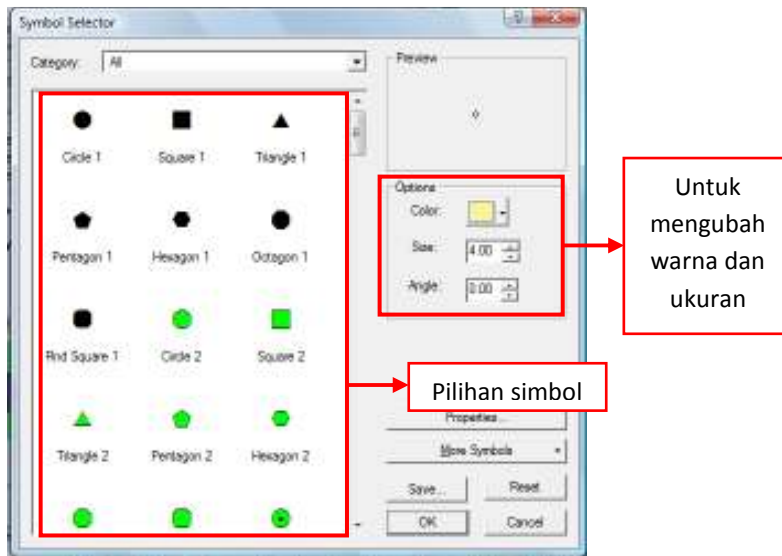 Symbol Selector
Category: All
Preview
Circle 1 Square 1 Triangle 1
Options
Color:
Untuk
mengubah
warna dan
ukuran
Pentagon 1 Hexagon 1 Octagon 1
Size: 4.00
Angle: 0.00
Rnd Square 1 Circle 2 Square 2
Pilihan simbol
Properties...
Triangle 2 Pentagon 2 Hexagon 2
More Symbols
Save... Reset
OK Cancel